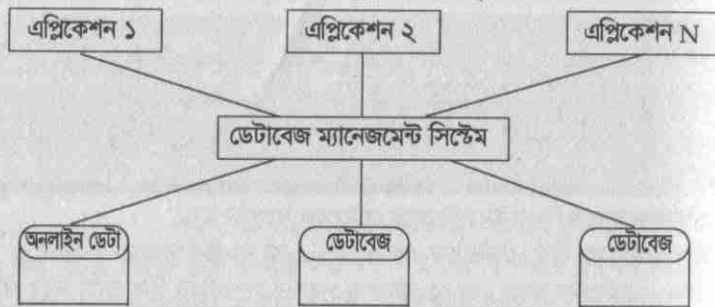 এপ্লিকেশন ১ এপ্লিকেশন ২ এপ্লিকেশন N
ডেটাবেজ ম্যানেজমেন্ট সিস্টেম
অনলাইন ডেটা ডেটাবেজ ডেটাবেজ